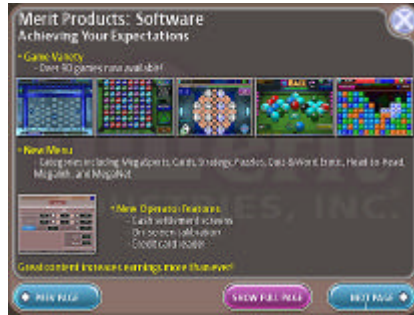 Merit Products: Software
Achieving Your Expectations
• Game Variety
- Over 90 games now available!
• New Menu
- Categories including MegaSports, Cards, Strategy, Puzzles, Quiz & Word, Erotic, Head-to-Head,
Megalink, and MegaNet
• New Operator Features
- Cash settlement screens
- On-screen calibration
- Credit card reader
Great content increases earnings more than ever!
PREV PAGE
SHOW FULL PAGE
NEXT PAGE